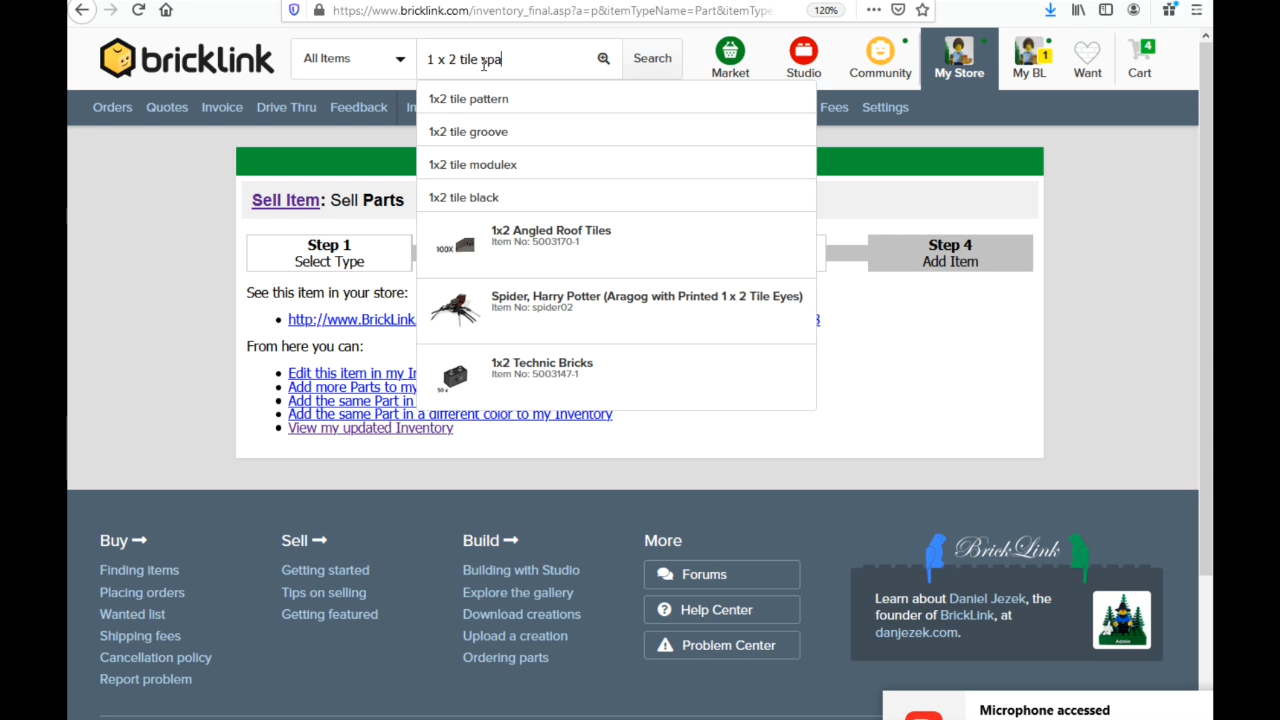 https://www.bricklink.com/inventory_final.asp?a=p&itemTypeName=Part&itemType
120%
bricklink
All Items
1 x 2 tile spa
Search
Market
Studio
Community
My Store
1
My BL
Want
4
Cart
Orders
Quotes
Invoice
Drive Thru
Feedback
In
Fees
Settings
1x2 tile pattern
1x2 tile groove
1x2 tile modulex
1x2 tile black
100X
1x2 Angled Roof Tiles
Item No: 5003170-1
Spider, Harry Potter (Aragog with Printed 1 x 2 Tile Eyes)
Item No: spider02
50 x
1x2 Technic Bricks
Item No: 5003147-1
Sell Item: Sell Parts
Step 1
Select Type
Step 4
Add Item
See this item in your store:
http://www.BrickLink.
From here you can:
Edit this item in my I
Add more Parts to my
Add the same Part in
Add the same Part in a different color to my Inventory
View my updated Inventory
Buy
Finding items
Placing orders
Wanted list
Shipping fees
Cancellation policy
Report problem
Sell
Getting started
Tips on selling
Getting featured
Build
Building with Studio
Explore the gallery
Download creations
Upload a creation
Ordering parts
More
Forums
Help Center
Problem Center
BrickLink
Learn about Daniel Jezek, the
founder of BrickLink, at
danjezek.com.
Admin
Microphone accessed